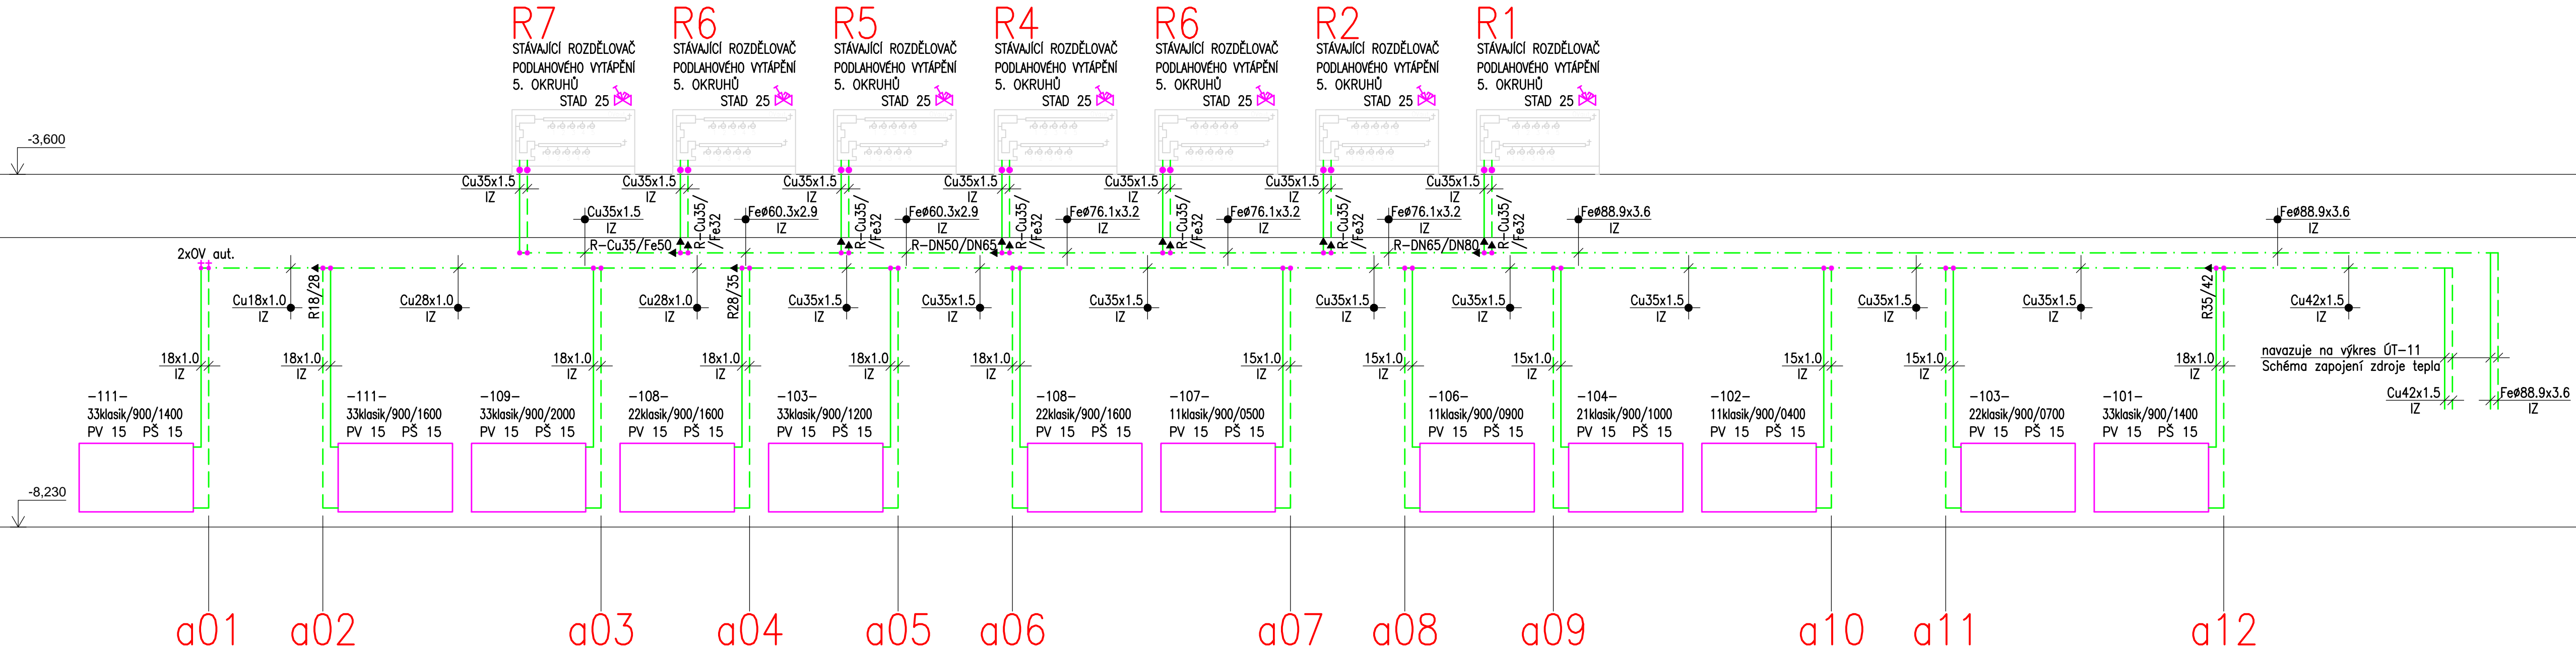 R7 R6 R5 R4 R6 R2 R1
STÁVAJÍCÍ ROZDĚLOVAČ STÁVAJÍCÍ ROZDĚLOVAČ STÁVAJÍCÍ ROZDĚLOVAČ STÁVAJÍCÍ ROZDĚLOVAČ STÁVAJÍCÍ ROZDĚLOVAČ STÁVAJÍCÍ ROZDĚLOVAČ STÁVAJÍCÍ ROZDĚLOVAČ
PODLAHOVÉHO VYTÁPĚNÍ PODLAHOVÉHO VYTÁPĚNÍ PODLAHOVÉHO VYTÁPĚNÍ PODLAHOVÉHO VYTÁPĚNÍ PODLAHOVÉHO VYTÁPĚNÍ PODLAHOVÉHO VYTÁPĚNÍ PODLAHOVÉHO VYTÁPĚNÍ
5. OKRUHŮ 5. OKRUHŮ 5. OKRUHŮ 5. OKRUHŮ 5. OKRUHŮ 5. OKRUHŮ 5. OKRUHŮ
STAD 25 STAD 25 STAD 25 STAD 25 STAD 25 STAD 25 STAD 25
-3,600
Cu35x1.5 Cu35x1.5 Cu35x1.5 Cu35x1.5 Cu35x1.5 Cu35x1.5 Cu35x1.5
IZ IZ IZ IZ IZ IZ IZ
R-Cu35/ R-Cu35/ R-Cu35/ R-Cu35/ R-Cu35/ R-Cu35/
/Fe32 /Fe32 /Fe32 /Fe32 /Fe32 /Fe32
Cu35x1.5 Feø60.3x2.9 Feø60.3x2.9 Feø76.1x3.2 Feø76.1x3.2 Feø76.1x3.2 Feø88.9x3.6 Feø88.9x3.6
IZ IZ IZ IZ IZ IZ IZ IZ
R-Cu35/Fe50 R-DN50/DN65 R-DN65/DN80
2xOV aut.
R18/28 R28/35 R35/42
Cu18x1.0 Cu28x1.0 Cu28x1.0 Cu35x1.5 Cu35x1.5 Cu35x1.5 Cu35x1.5 Cu35x1.5 Cu35x1.5 Cu35x1.5 Cu35x1.5 Cu42x1.5
IZ IZ IZ IZ IZ IZ IZ IZ IZ IZ IZ IZ
18x1.0 18x1.0 18x1.0 18x1.0 18x1.0 18x1.0 15x1.0 15x1.0 15x1.0 15x1.0 15x1.0 18x1.0
IZ IZ IZ IZ IZ IZ IZ IZ IZ IZ IZ IZ
navazuje na výkres ÚT-11
Schéma zapojení zdroje tepla
Cu42x1.5 Feø88.9x3.6
IZ IZ
-111- -111- -109- -108- -103- -108- -107- -106- -104- -102- -103- -101-
33klasik/900/1400 33klasik/900/1600 33klasik/900/2000 22klasik/900/1600 33klasik/900/1200 22klasik/900/1600 11klasik/900/0500 11klasik/900/0900 21klasik/900/1000 11klasik/900/0400 22klasik/900/0700 33klasik/900/1400
PV 15 PŠ 15 PV 15 PŠ 15 PV 15 PŠ 15 PV 15 PŠ 15 PV 15 PŠ 15 PV 15 PŠ 15 PV 15 PŠ 15 PV 15 PŠ 15 PV 15 PŠ 15 PV 15 PŠ 15 PV 15 PŠ 15 PV 15 PŠ 15
-8,230
a01 a02 a03 a04 a05 a06 a07 a08 a09 a10 a11 a12